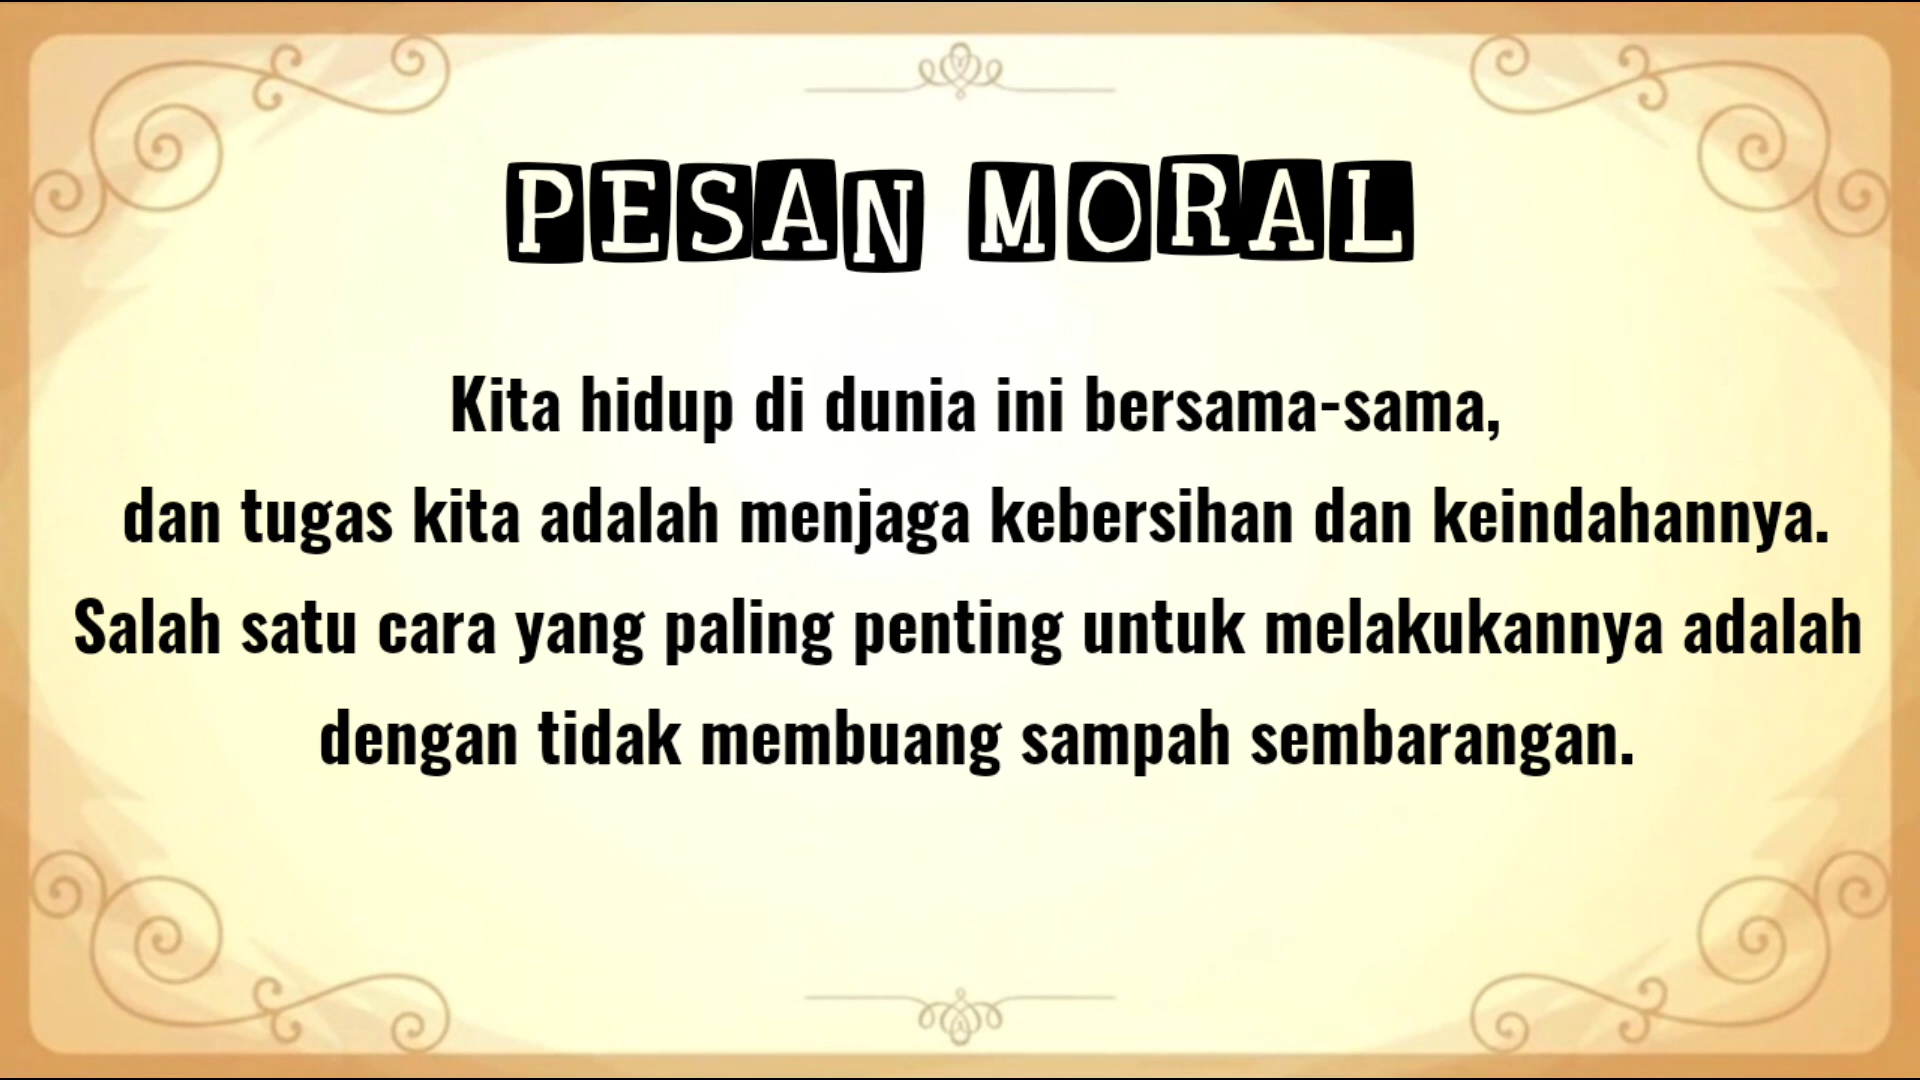 PESAN MORAL
Kita hidup di dunia ini bersama-sama,
dan tugas kita adalah menjaga kebersihan dan keindahannya.
Salah satu cara yang paling penting untuk melakukannya adalah
dengan tidak membuang sampah sembarangan.